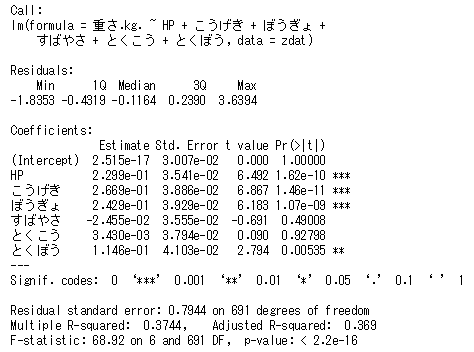 Call:
lm(formula = 重さ.kg. ~ HP + こうげき + ぼうぎょ +
    すばやさ + とくこう + とくぼう, data = zdat)

Residuals:
    Min      1Q  Median      3Q     Max
-1.8353 -0.4319 -0.1164  0.2390  3.6394

Coefficients:
              Estimate Std. Error t value Pr(>|t|)
(Intercept)  2.515e-17  3.007e-02   0.000  1.00000
HP           2.299e-01  3.541e-02   6.492 1.62e-10 ***
こうげき     2.669e-01  3.886e-02   6.867 1.46e-11 ***
ぼうぎょ     2.429e-01  3.929e-02   6.183 1.07e-09 ***
すばやさ    -2.455e-02  3.555e-02  -0.691  0.49008
とくこう     3.430e-03  3.794e-02   0.090  0.92798
とくぼう     1.146e-01  4.103e-02   2.794  0.00535 **
---
Signif. codes:  0 ‘***’ 0.001 ‘**’ 0.01 ‘*’ 0.05 ‘.’ 0.1 ‘ ’ 1

Residual standard error: 0.7944 on 691 degrees of freedom
Multiple R-squared:  0.3744,    Adjusted R-squared:  0.369
F-statistic: 68.92 on 6 and 691 DF,  p-value: < 2.2e-16